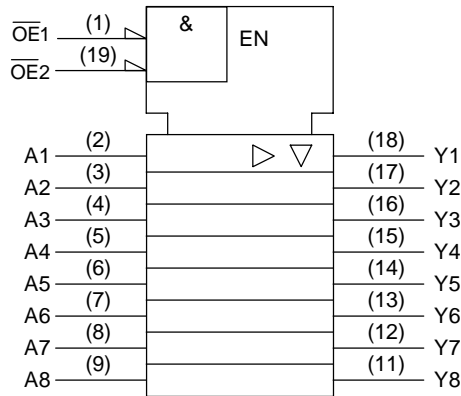 OE1 (1) & EN
OE2 (19)
A1 (2) (18) Y1
A2 (3) (17) Y2
A3 (4) (16) Y3
A4 (5) (15) Y4
A5 (6) (14) Y5
A6 (7) (13) Y6
A7 (8) (12) Y7
A8 (9) (11) Y8